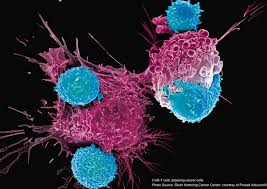 CAR-T cells attacking cancer cells
Photo Source: Sloan Kettering Cancer Center, courtesy of Prasad Adusumilli